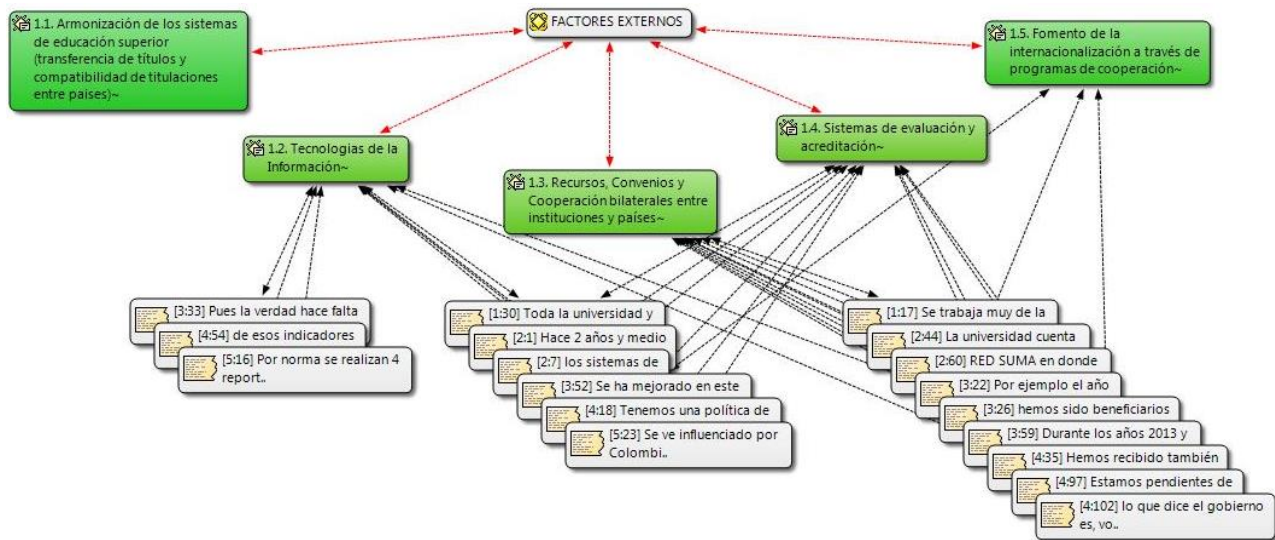 1.1. Armonización de los sistemas
de educación superior
(transferencia de títulos y
compatibilidad de titulaciones
entre países)~
FACTORES EXTERNOS
1.5. Fomento de la
internacionalización a través de
programas de cooperación~
1.2. Tecnologías de la
Información~
1.3. Recursos, Convenios y
Cooperación bilaterales entre
instituciones y países~
1.4. Sistemas de evaluación y
acreditación~
[3:33] Pues la verdad hace falta
[4:54] de esos indicadores
[5:16] Por norma se realizan 4
report..
[1:30] Toda la universidad y
[2:1] Hace 2 años y medio
[2:7] los sistemas de
[3:52] Se ha mejorado en este
[4:18] Tenemos una política de
[5:23] Se ve influenciado por
Colombi..
[1:17] Se trabaja muy de la
[2:44] La universidad cuenta
[2:60] RED SUMA en donde
[3:22] Por ejemplo el año
[3:26] hemos sido beneficiarios
[3:59] Durante los años 2013 y
[4:35] Hemos recibido también
[4:97] Estamos pendientes de
[4:102] lo que dice el gobierno
es, vo..